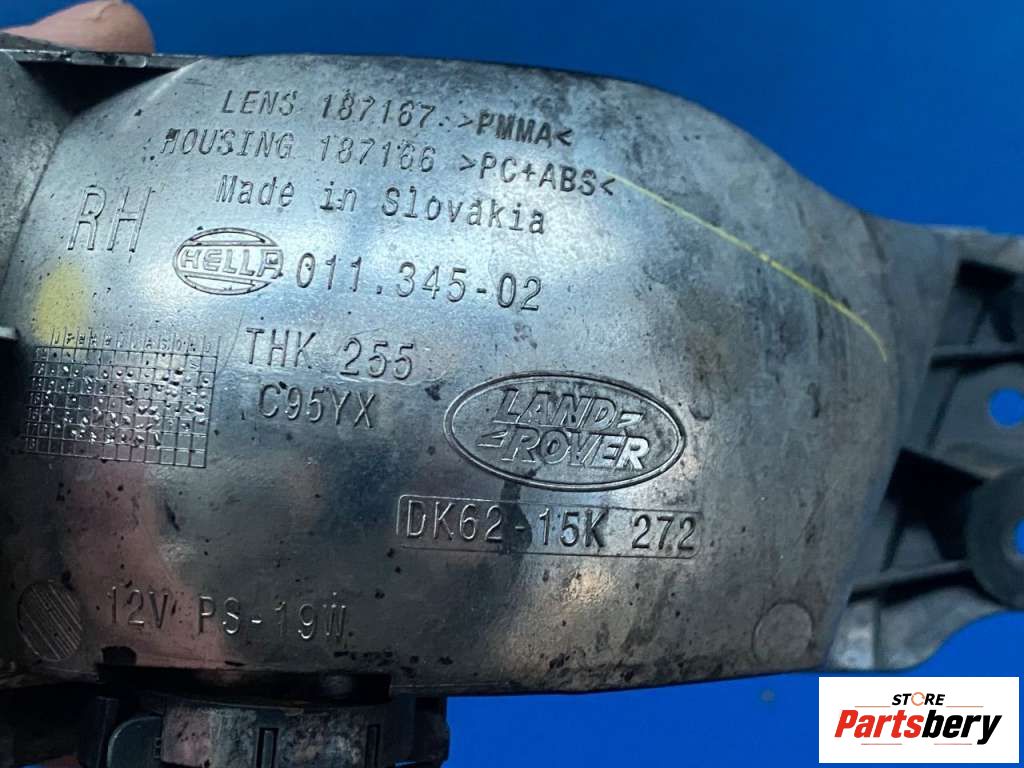 LENS 187167 >PMMA<
HOUSING 187166 >PC+ABS<
Made in Slovakia
RH
HELLA 011.345-02
THK 255
C95YX
LAND
ROVER
DK62-15K 272
12V PS-19W
STORE
Partsbery